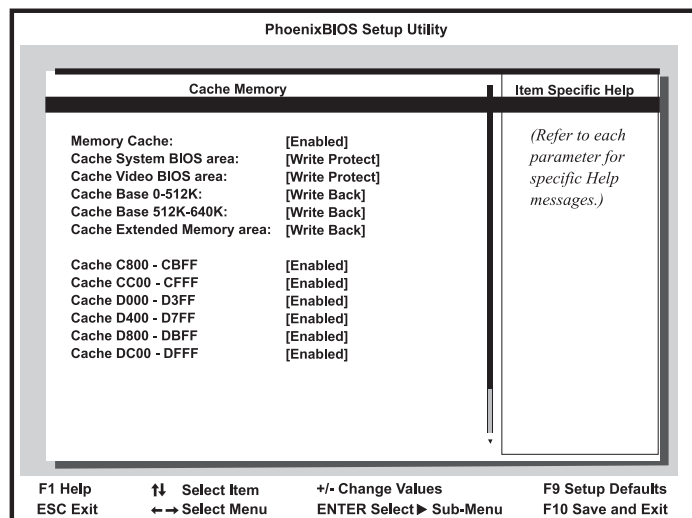 PhoenixBIOS Setup Utility
Cache Memory
Item Specific Help
Memory Cache: [Enabled]
Cache System BIOS area: [Write Protect]
Cache Video BIOS area: [Write Protect]
Cache Base 0-512K: [Write Back]
Cache Base 512K-640K: [Write Back]
Cache Extended Memory area: [Write Back]
Cache C800 - CBFF [Enabled]
Cache CC00 - CFFF [Enabled]
Cache D000 - D3FF [Enabled]
Cache D400 - D7FF [Enabled]
Cache D800 - DBFF [Enabled]
Cache DC00 - DFFF [Enabled]
(Refer to each
parameter for
specific Help
messages.)
F1 Help ↑↓ Select Item +/- Change Values F9 Setup Defaults
ESC Exit ←→ Select Menu ENTER Select ▶ Sub-Menu F10 Save and Exit